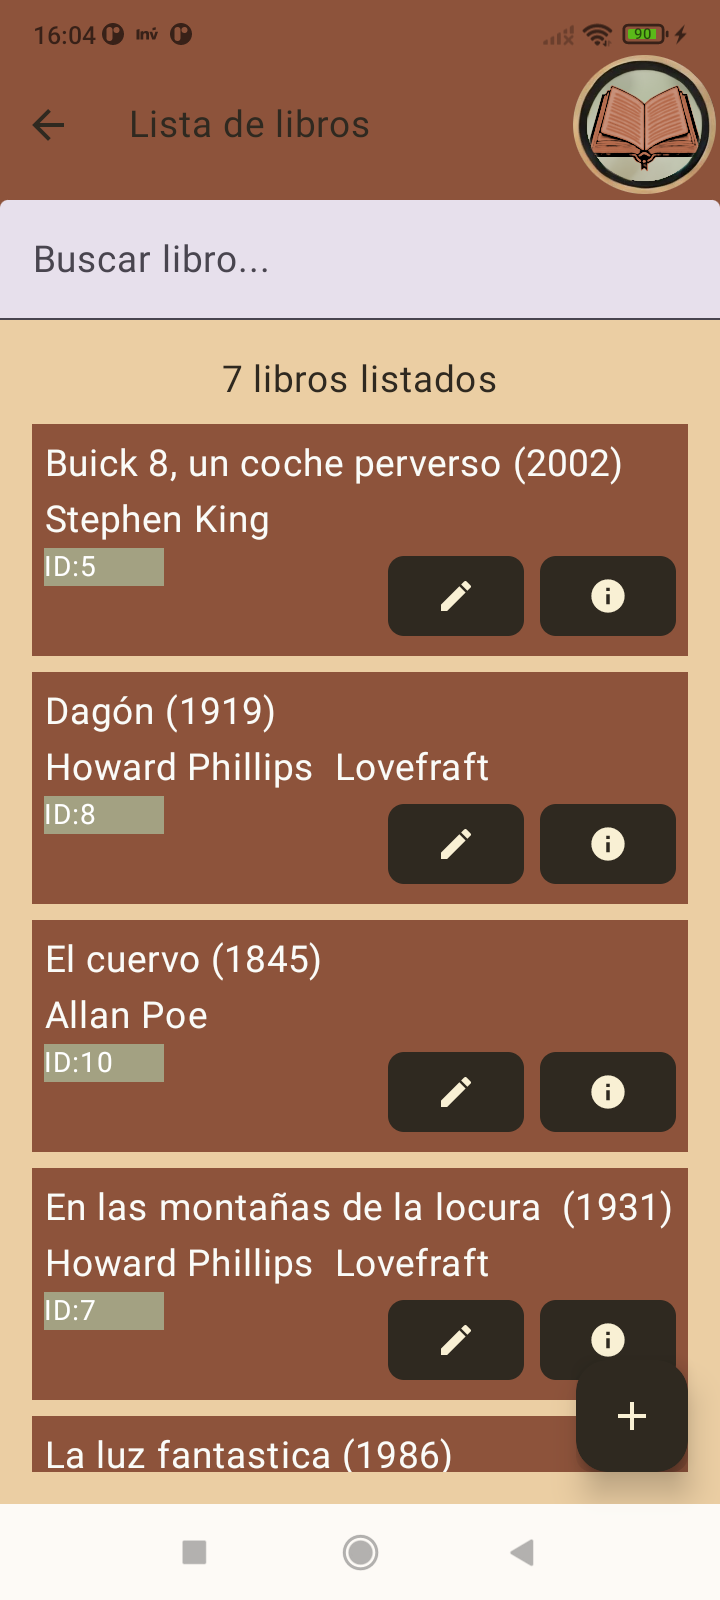 16:04
Inv
90
Lista de libros
Buscar libro...
7 libros listados
Buick 8, un coche perverso (2002)
Stephen King
ID:5
Dagón (1919)
Howard Phillips  Lovefraft
ID:8
El cuervo (1845)
Allan Poe
ID:10
En las montañas de la locura  (1931)
Howard Phillips  Lovefraft
ID:7
La luz fantastica (1986)